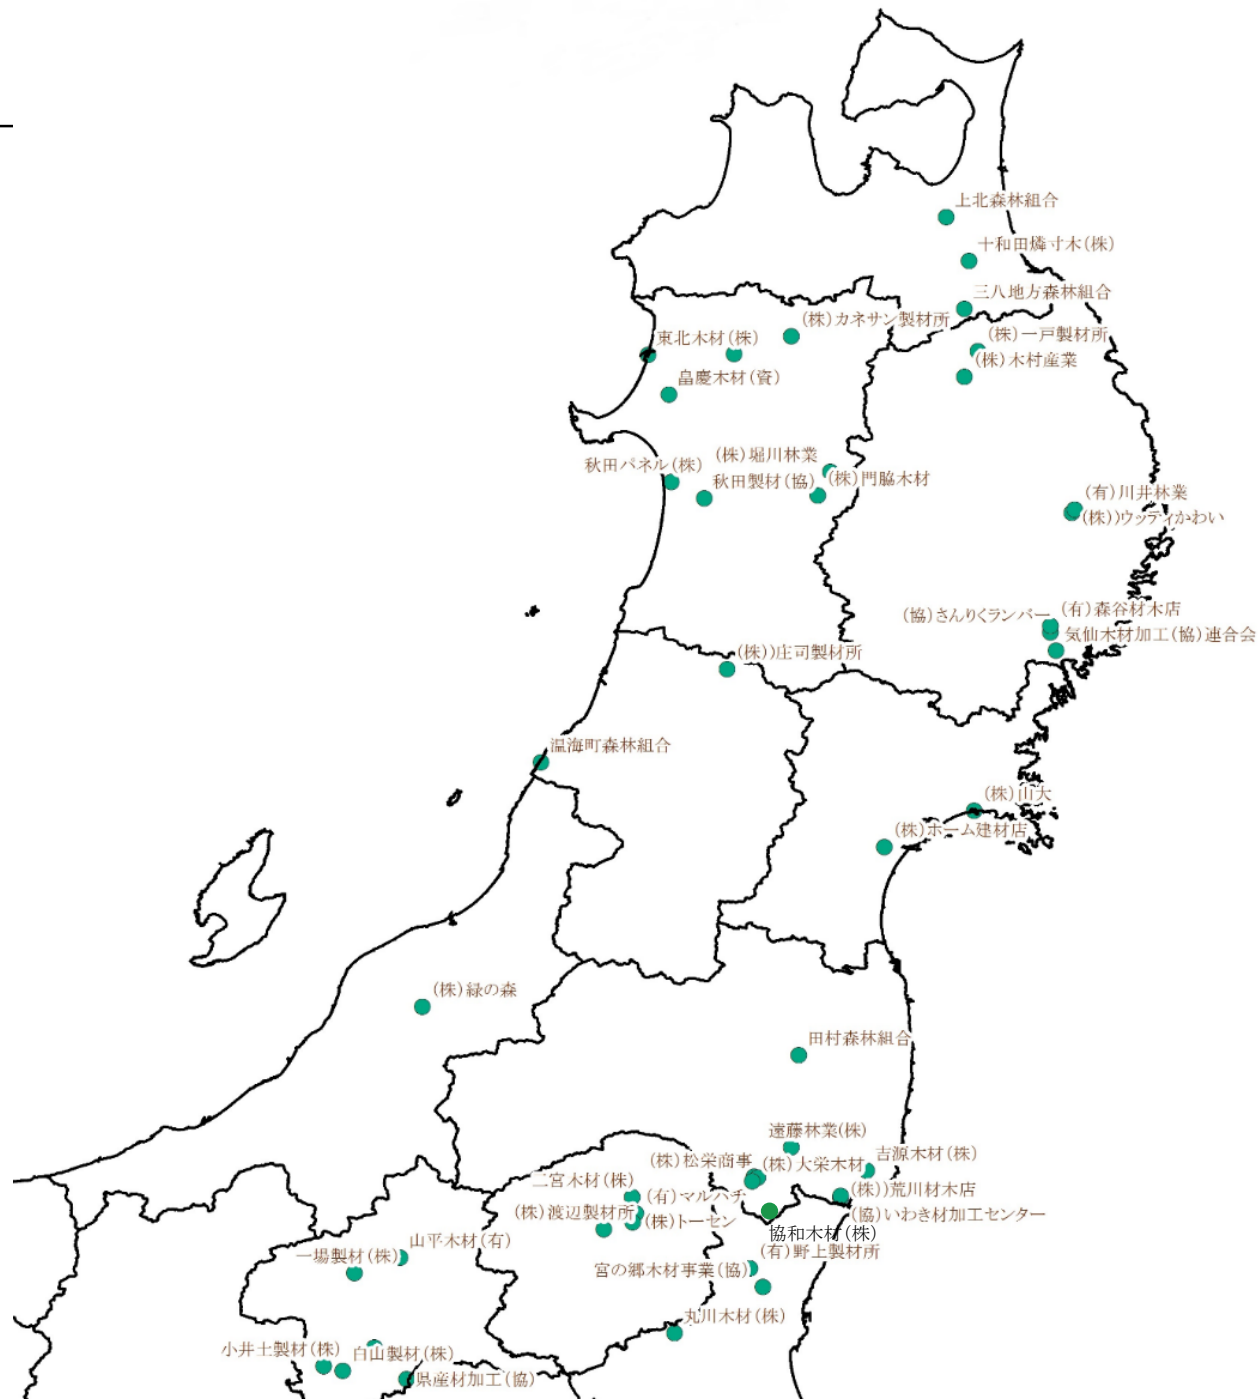 上北森林組合
十和田燐寸木(株)
三八地方森林組合
(株)カネサン製材所
(株)一戸製材所
東北木材(株)
(株)木村産業
畠慶木材(資)
(株)堀川林業
秋田パネル(株)
秋田製材(協)
(株)門脇木材
(有)川井林業
(株))ウッティかわい
(協)さんりくランバー
(有)森谷材木店
気仙木材加工(協)連合会
(株))庄司製材所
温海町森林組合
(株)山大
(株)ホーム建材店
(株)緑の森
田村森林組合
遠藤林業(株)
(株)松栄商事
(株)大栄木材
吉源木材(株)
二宮木材(株)
(有)マルハチ
(株))荒川材木店
(株)渡辺製材所
(株)トーセン
(協)いわき材加工センター
協和木材(株)
山平木材(有)
一場製材(株)
(有)野上製材所
宮の郷木材事業(協)
丸川木材(株)
小井土製材(株)
白山製材(株)
県産材加工(協)